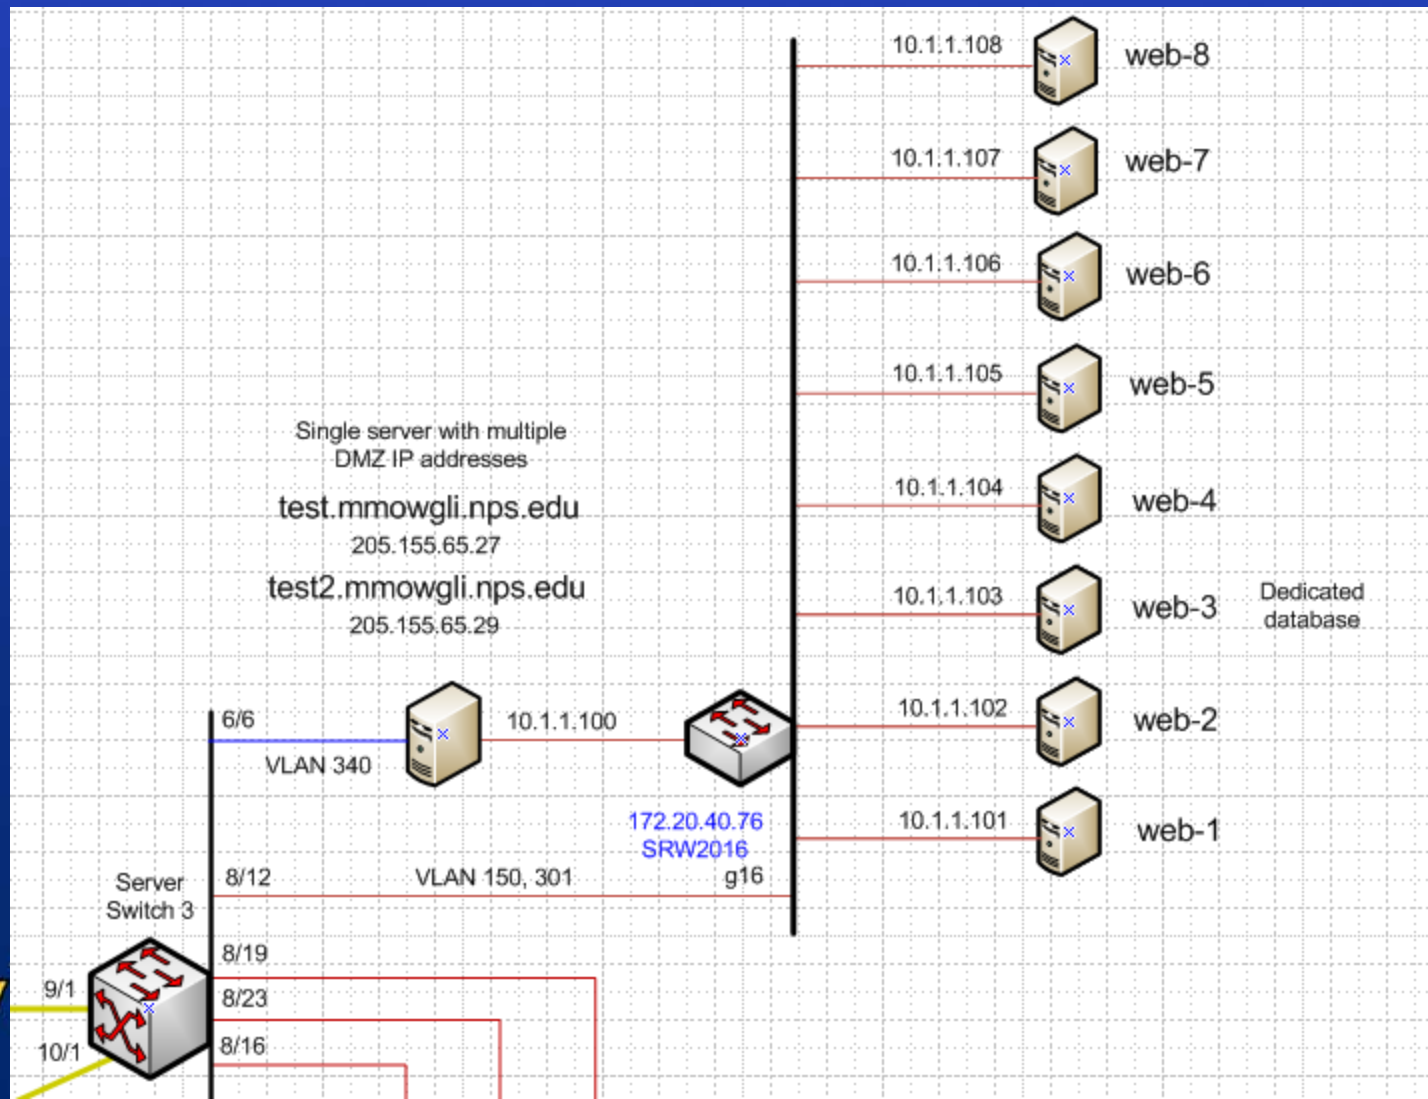 10.1.1.108
web-8
10.1.1.107
web-7
10.1.1.106
web-6
10.1.1.105
web-5
Single server with multiple
DMZ IP addresses
test.mmowgli.nps.edu
205.155.65.27
test2.mmowgli.nps.edu
205.155.65.29
10.1.1.104
web-4
10.1.1.103
web-3
Dedicated
database
6/6
VLAN 340
10.1.1.100
10.1.1.102
web-2
172.20.40.76
SRW2016
g16
10.1.1.101
web-1
8/12
VLAN 150, 301
Server
Switch 3
8/19
9/1
8/23
10/1
8/16